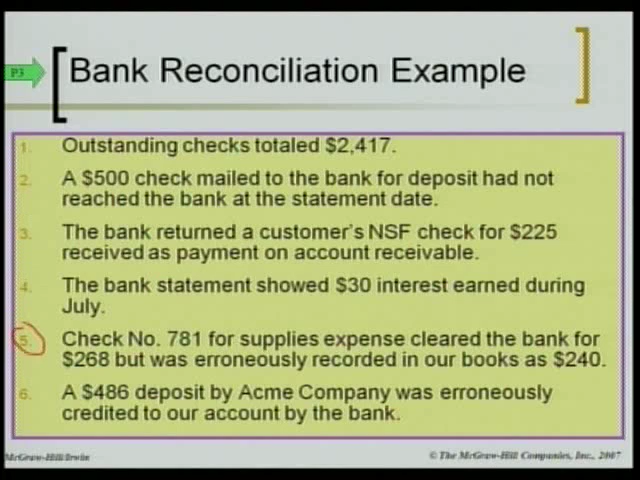 P3
Bank Reconciliation Example
1. Outstanding checks totaled $2,417.
2. A $500 check mailed to the bank for deposit had not
reached the bank at the statement date.
3. The bank returned a customer's NSF check for $225
received as payment on account receivable.
4. The bank statement showed $30 interest earned during
July.
5. Check No. 781 for supplies expense cleared the bank for
$268 but was erroneously recorded in our books as $240.
6. A $486 deposit by Acme Company was erroneously
credited to our account by the bank.
McGraw-Hill/Irwin
© The McGraw-Hill Companies, Inc., 2007